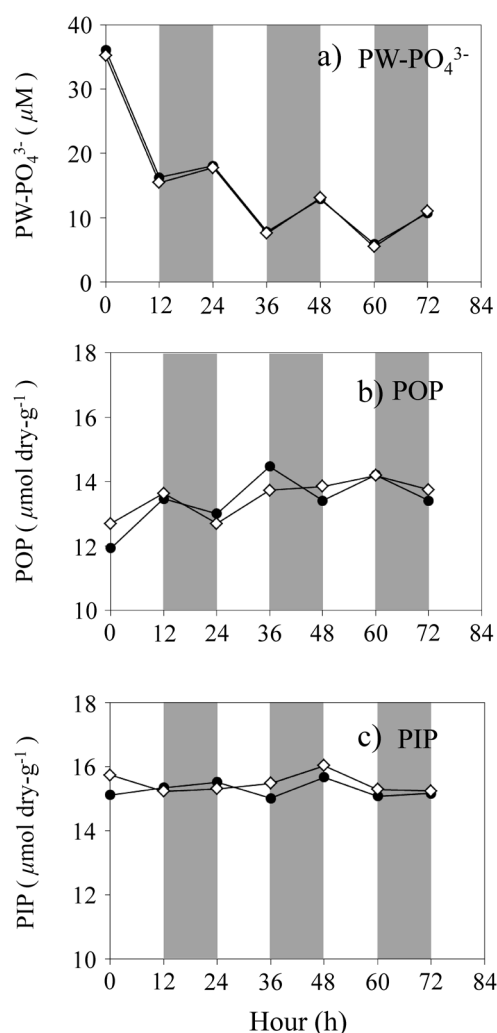 a) PW-PO₄³⁻
PW-PO₄³⁻ ( μM )
40
30
20
10
0
0 12 24 36 48 60 72 84
b) POP
POP ( μmol dry-g⁻¹ )
18
16
14
12
10
0 12 24 36 48 60 72 84
c) PIP
PIP ( μmol dry-g⁻¹ )
18
16
14
12
10
0 12 24 36 48 60 72 84
Hour (h)